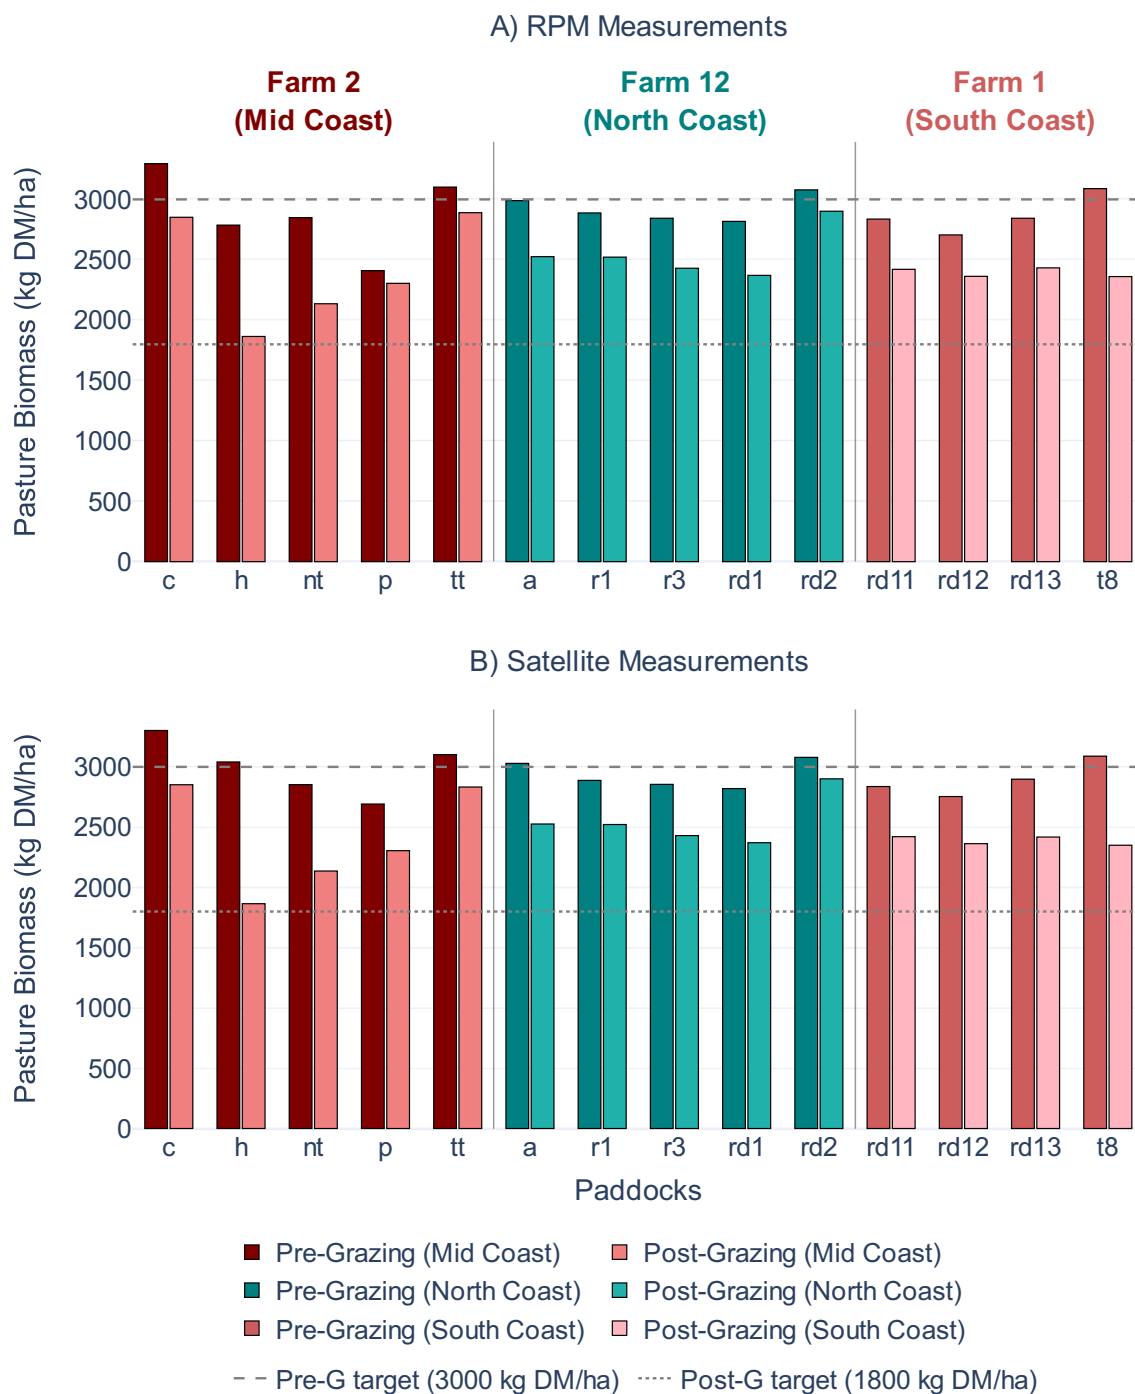 A) RPM Measurements
Farm 2
(Mid Coast)
Farm 12
(North Coast)
Farm 1
(South Coast)
Pasture Biomass (kg DM/ha)
3000
2500
2000
1500
1000
500
0
c h nt p tt a r1 r3 rd1 rd2 rd11 rd12 rd13 t8
B) Satellite Measurements
Pasture Biomass (kg DM/ha)
3000
2500
2000
1500
1000
500
0
c h nt p tt a r1 r3 rd1 rd2 rd11 rd12 rd13 t8
Paddocks
Pre-Grazing (Mid Coast) Post-Grazing (Mid Coast)
Pre-Grazing (North Coast) Post-Grazing (North Coast)
Pre-Grazing (South Coast) Post-Grazing (South Coast)
Pre-G target (3000 kg DM/ha) Post-G target (1800 kg DM/ha)